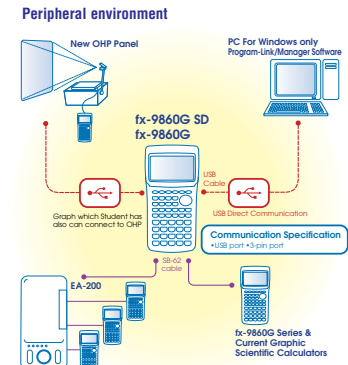 Peripheral environment
New OHP Panel
PC For Windows only
Program-Link/Manager Software
fx-9860G SD
fx-9860G
USB
Cable
Graph which Student has
also can connect to OHP
USB Direct Communication
Communication Specification
•USB port •3-pin port
SB-62
cable
EA-200
fx-9860G Series &
Current Graphic
Scientific Calculators